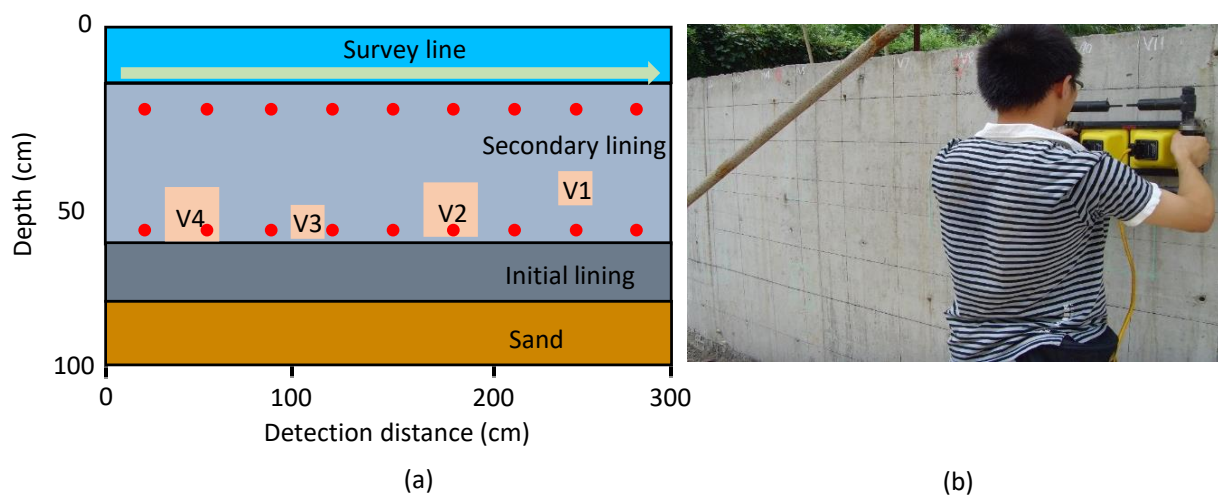 0
Survey line
Secondary lining
V1
V2
V3
V4
50
Depth (cm)
Initial lining
Sand
100
0
100
200
300
Detection distance (cm)
(a)
(b)